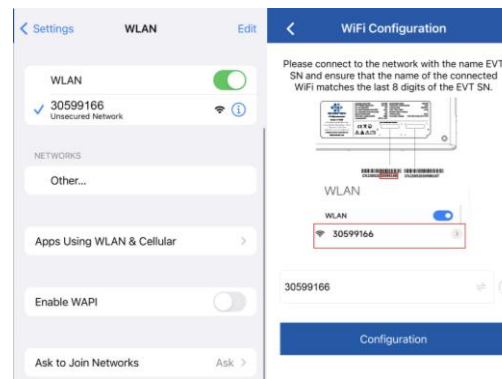 Settings
WLAN
Edit
WLAN
30599166
Unsecured Network
NETWORKS
Other...
Apps Using WLAN & Cellular
Enable WAPI
Ask to Join Networks
Ask
WiFi Configuration
Please connect to the network with the name EVT
SN and ensure that the name of the connected
WiFi matches the last 8 digits of the EVT SN.
WLAN
WLAN
30599166
30599166
Configuration